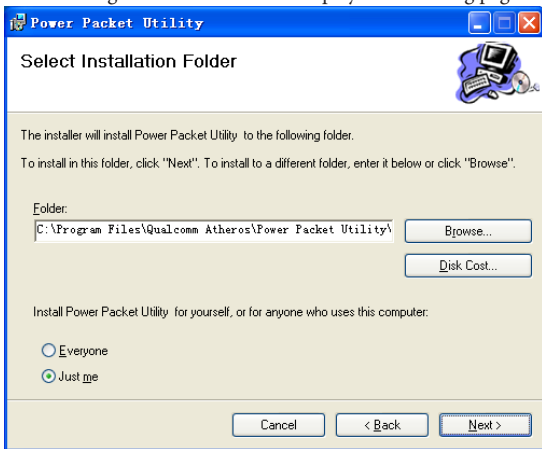 Power Packet Utility
Select Installation Folder
The installer will install Power Packet Utility to the following folder.
To install in this folder, click "Next". To install to a different folder, enter it below or click "Browse".
Folder:
C:\Program Files\Qualcomm Atheros\Power Packet Utility\
Browse...
Disk Cost...
Install Power Packet Utility for yourself, or for anyone who uses this computer:
Everyone
Just me
Cancel
< Back
Next >